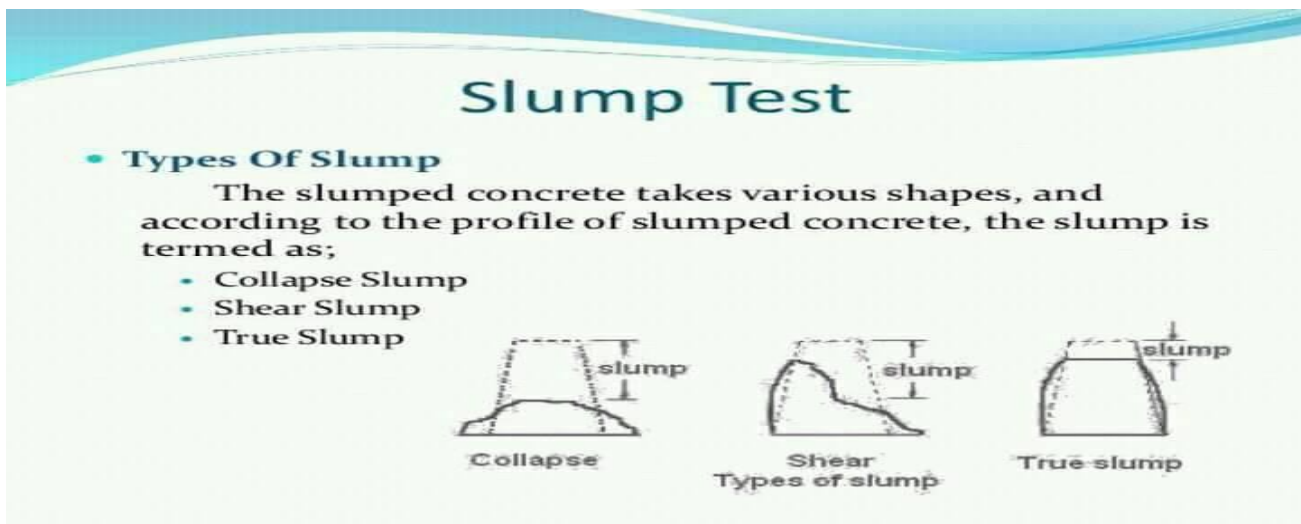 Slump Test
• Types Of Slump
The slumped concrete takes various shapes, and
according to the profile of slumped concrete, the slump is
termed as;
• Collapse Slump
• Shear Slump
• True Slump
slump
slump
slump
Collapse
Shear
True slump
Types of slump